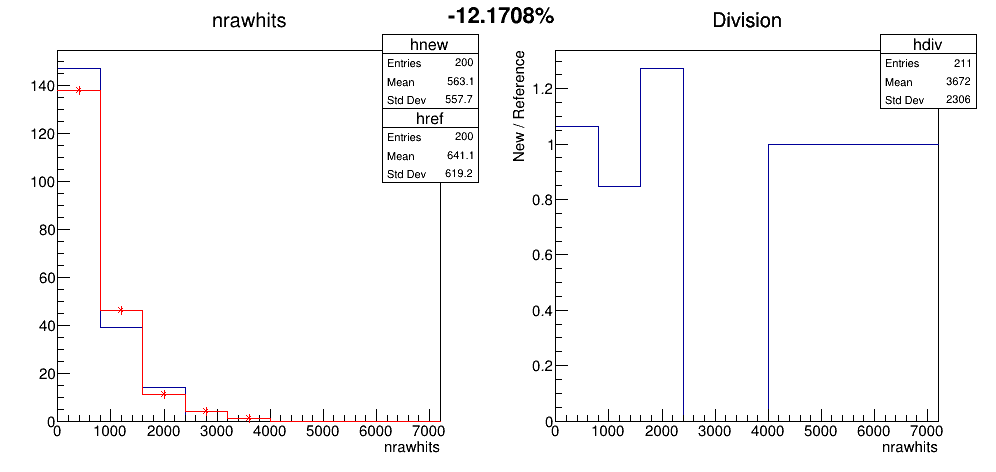 -12.1708%
nrawhits
hnew
Entries 200
Mean 563.1
Std Dev 557.7
href
Entries 200
Mean 641.1
Std Dev 619.2
140
120
100
80
60
40
20
0
0 1000 2000 3000 4000 5000 6000 7000
nrawhits
Division
hdiv
Entries 211
Mean 3672
Std Dev 2306
New / Reference
1.2
1
0.8
0.6
0.4
0.2
0
0 1000 2000 3000 4000 5000 6000 7000
nrawhits